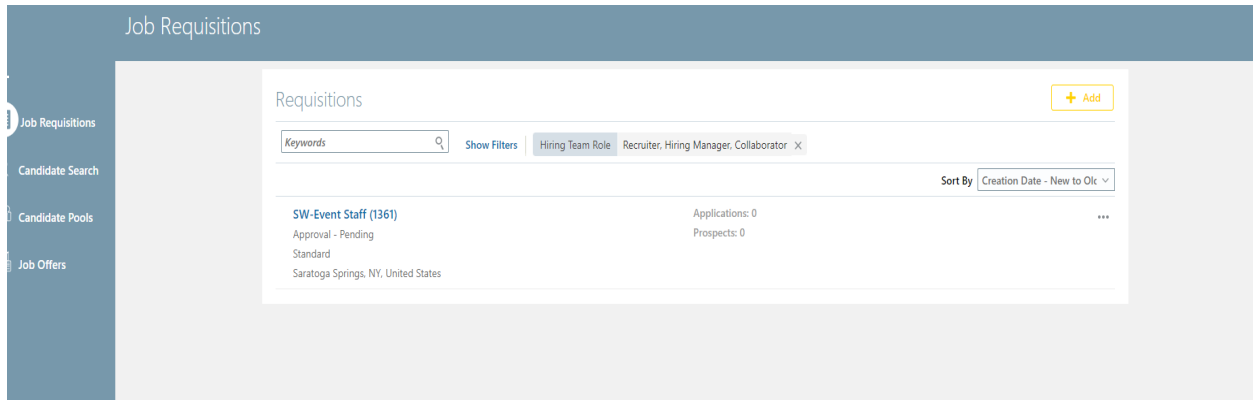 Job Requisitions
Job Requisitions
Candidate Search
Candidate Pools
Job Offers
Requisitions
+ Add
Keywords
Show Filters
Hiring Team Role Recruiter, Hiring Manager, Collaborator X
Sort By Creation Date - New to Olc
SW-Event Staff (1361)
Applications: 0
Approval - Pending
Prospects: 0
Standard
Saratoga Springs, NY, United States